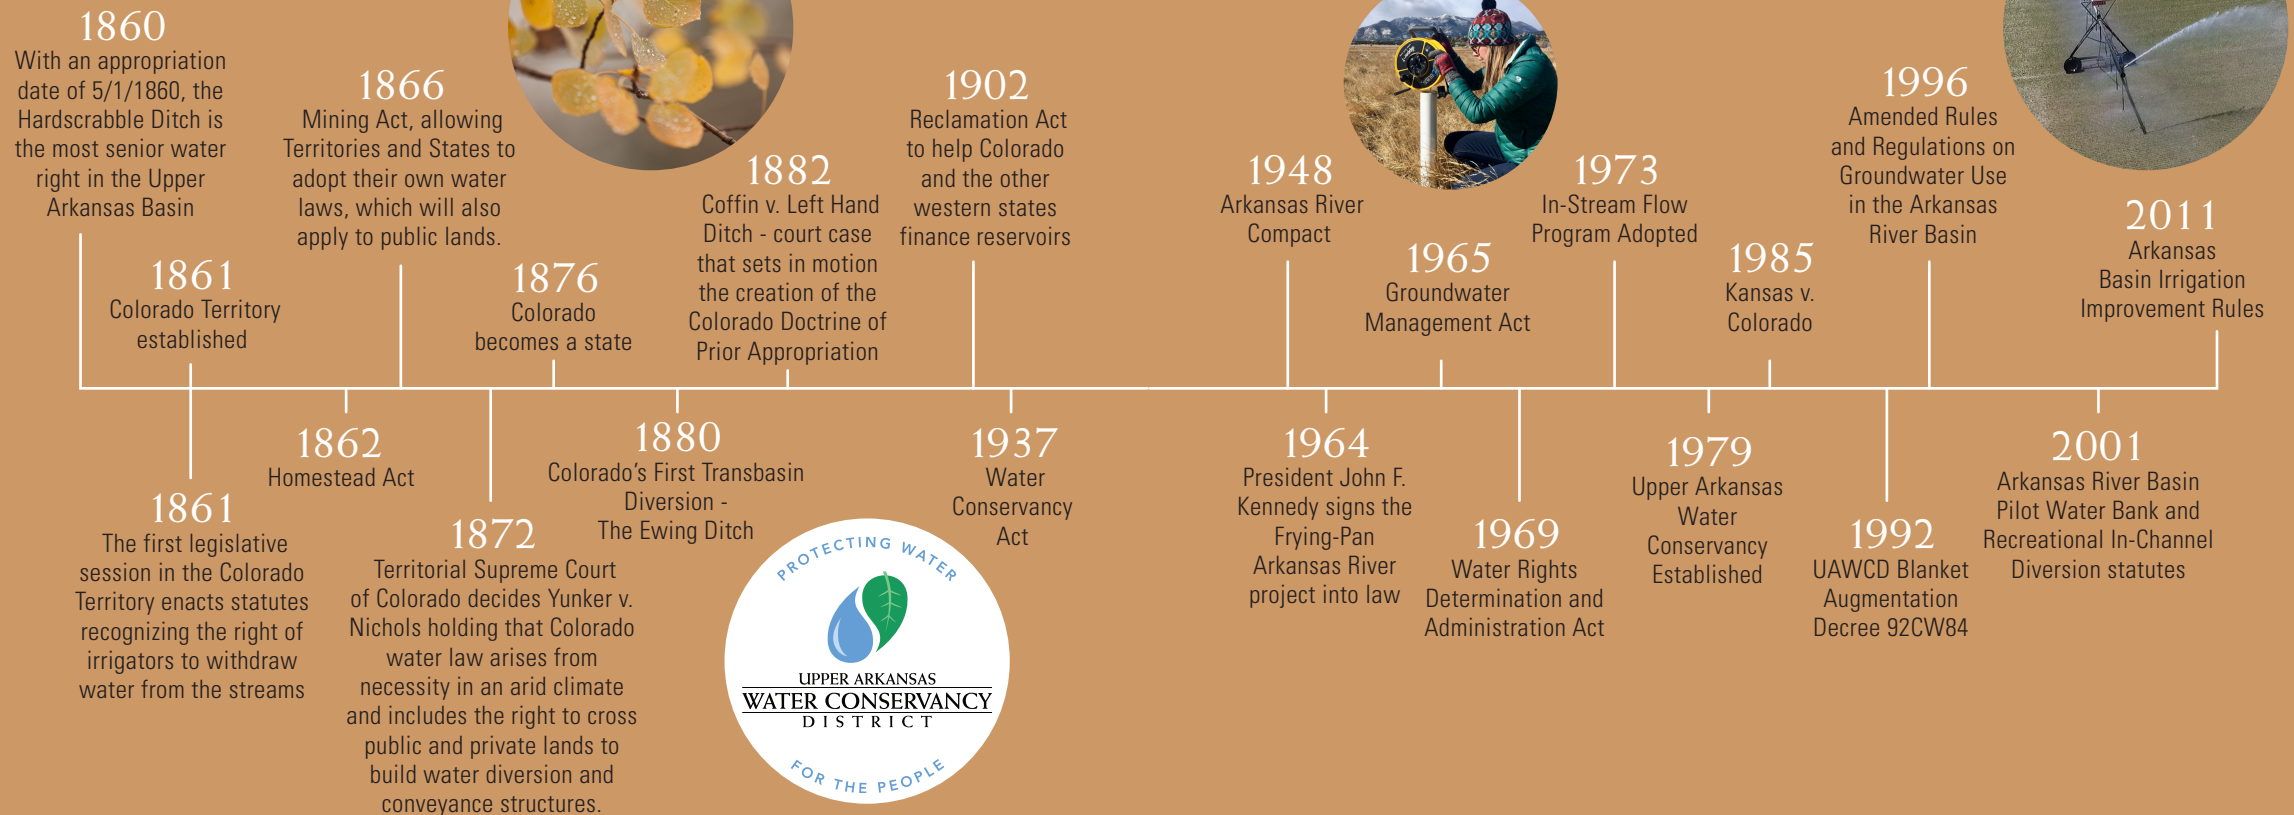 1860
With an appropriation
date of 5/1/1860, the
Hardscrabble Ditch is
the most senior water
right in the Upper
Arkansas Basin
1861
Colorado Territory
established
1861
The first legislative
session in the Colorado
Territory enacts statutes
recognizing the right of
irrigators to withdraw
water from the streams
1862
Homestead Act
1866
Mining Act, allowing
Territories and States to
adopt their own water
laws, which will also
apply to public lands.
1872
Territorial Supreme Court
of Colorado decides Yunker v.
Nichols holding that Colorado
water law arises from
necessity in an arid climate
and includes the right to cross
public and private lands to
build water diversion and
conveyance structures.
1876
Colorado
becomes a state
1880
Colorado's First Transbasin
Diversion -
The Ewing Ditch
1882
Coffin v. Left Hand
Ditch - court case
that sets in motion
the creation of the
Colorado Doctrine of
Prior Appropriation
PROTECTING WATER
UPPER ARKANSAS
WATER CONSERVANCY
DISTRICT
FOR THE PEOPLE
1902
Reclamation Act
to help Colorado
and the other
western states
finance reservoirs
1937
Water
Conservancy
Act
1948
Arkansas River
Compact
1964
President John F.
Kennedy signs the
Frying-Pan
Arkansas River
project into law
1965
Groundwater
Management Act
1969
Water Rights
Determination and
Administration Act
1973
In-Stream Flow
Program Adopted
1979
Upper Arkansas
Water
Conservancy
Established
1985
Kansas v.
Colorado
1992
UAWCD Blanket
Augmentation
Decree 92CW84
1996
Amended Rules
and Regulations on
Groundwater Use
in the Arkansas
River Basin
2001
Arkansas River Basin
Pilot Water Bank and
Recreational In-Channel
Diversion statutes
2011
Arkansas
Basin Irrigation
Improvement Rules